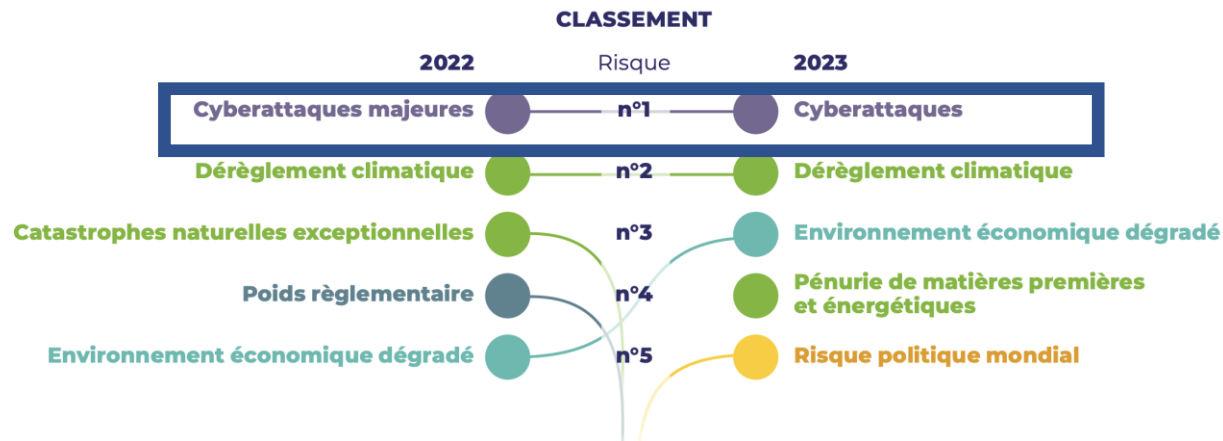 CLASSEMENT
2022 Risque 2023
Cyberattaques majeures n°1 Cyberattaques
Dérèglement climatique n°2 Dérèglement climatique
Catastrophes naturelles exceptionnelles n°3 Environnement économique dégradé
Poids règlementaire n°4 Pénurie de matières premières
et énergétiques
Environnement économique dégradé n°5 Risque politique mondial